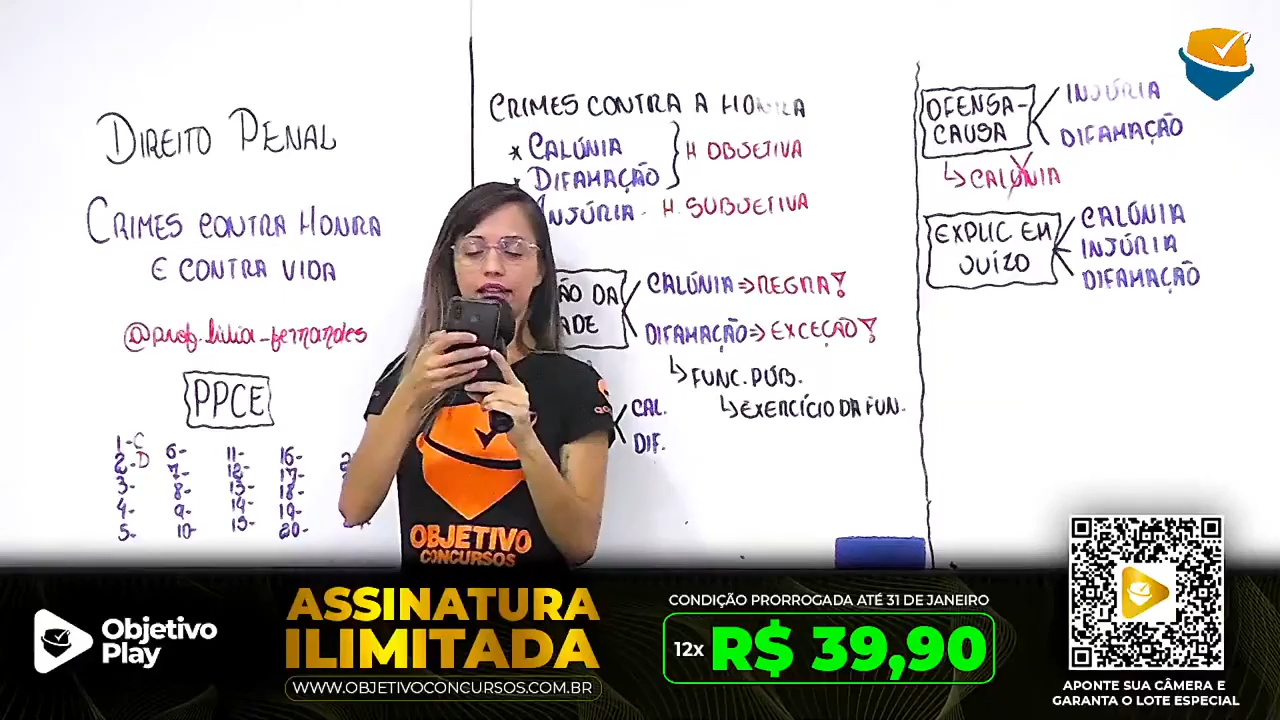 DIREITO PENAL
CRIMES CONTRA HONRA
E CONTRA VIDA
@prof.lilia_fernandes
PPCE
1-C
2-D
3-
4-
5-
6-
7-
8-
9-
10-
11-
12-
13-
14-
15-
16-
17-
18-
19-
20-
CRIMES CONTRA A HONRA
* CALÚNIA
* DIFAMAÇÃO
H OBJETIVA
INJÚRIA - H. SUBJETIVA
ÃO DA
ADE
CALÚNIA => REGRA!
DIFAMAÇÃO => EXCEÇÃO!
FUNC. PÚB.
EXERCÍCIO DA FUN.
CAL.
DIF.
OFENSA-
CAUSA
INJÚRIA
DIFAMAÇÃO
CALÚNIA
EXPLIC EM
JUÍZO
CALÚNIA
INJÚRIA
DIFAMAÇÃO
OBJETIVO
CONCURSOS
Objetivo
Play
ASSINATURA
ILIMITADA
WWW.OBJETIVOCONCURSOS.COM.BR
CONDIÇÃO PRORROGADA ATÉ 31 DE JANEIRO
12x R$ 39,90
APONTE SUA CÂMERA E
GARANTA O LOTE ESPECIAL